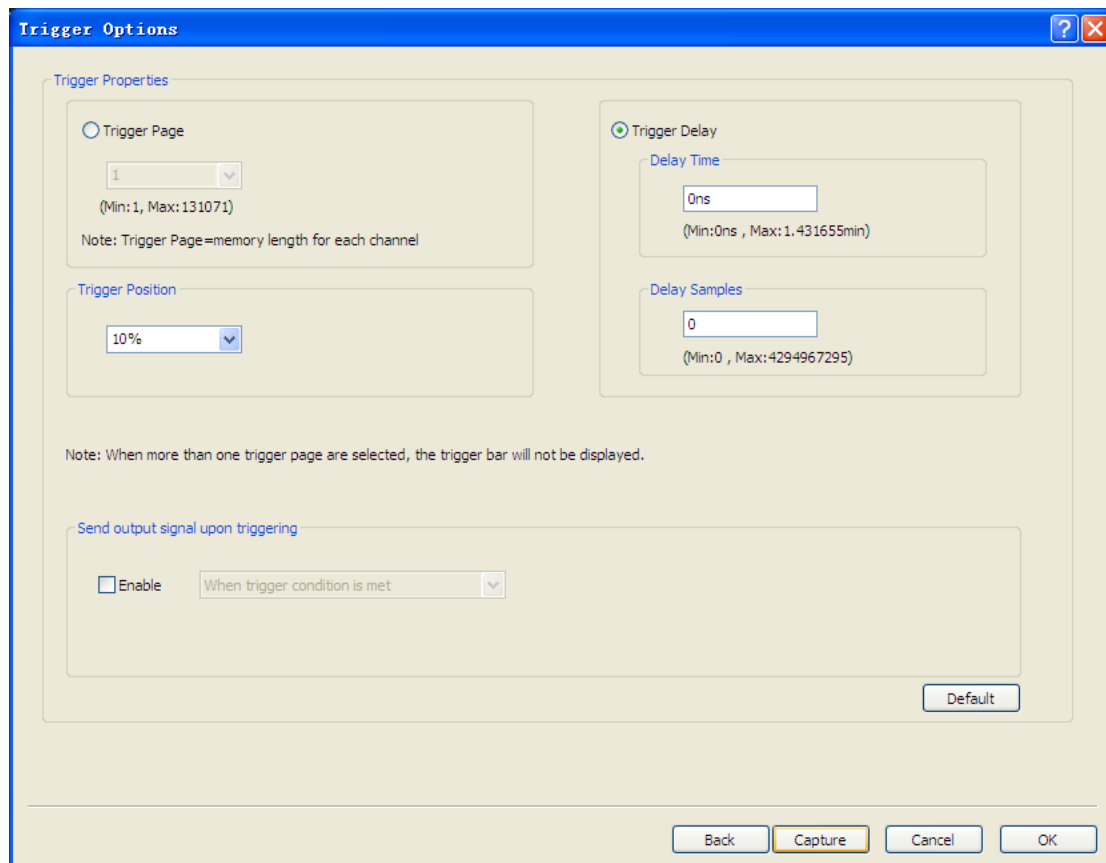 Trigger Options
Trigger Properties
Trigger Page
1
(Min:1, Max:131071)
Note: Trigger Page=memory length for each channel
Trigger Position
10%
Trigger Delay
Delay Time
0ns
(Min:0ns , Max:1.431655min)
Delay Samples
0
(Min:0 , Max:4294967295)
Note: When more than one trigger page are selected, the trigger bar will not be displayed.
Send output signal upon triggering
Enable
When trigger condition is met
Default
Back
Capture
Cancel
OK